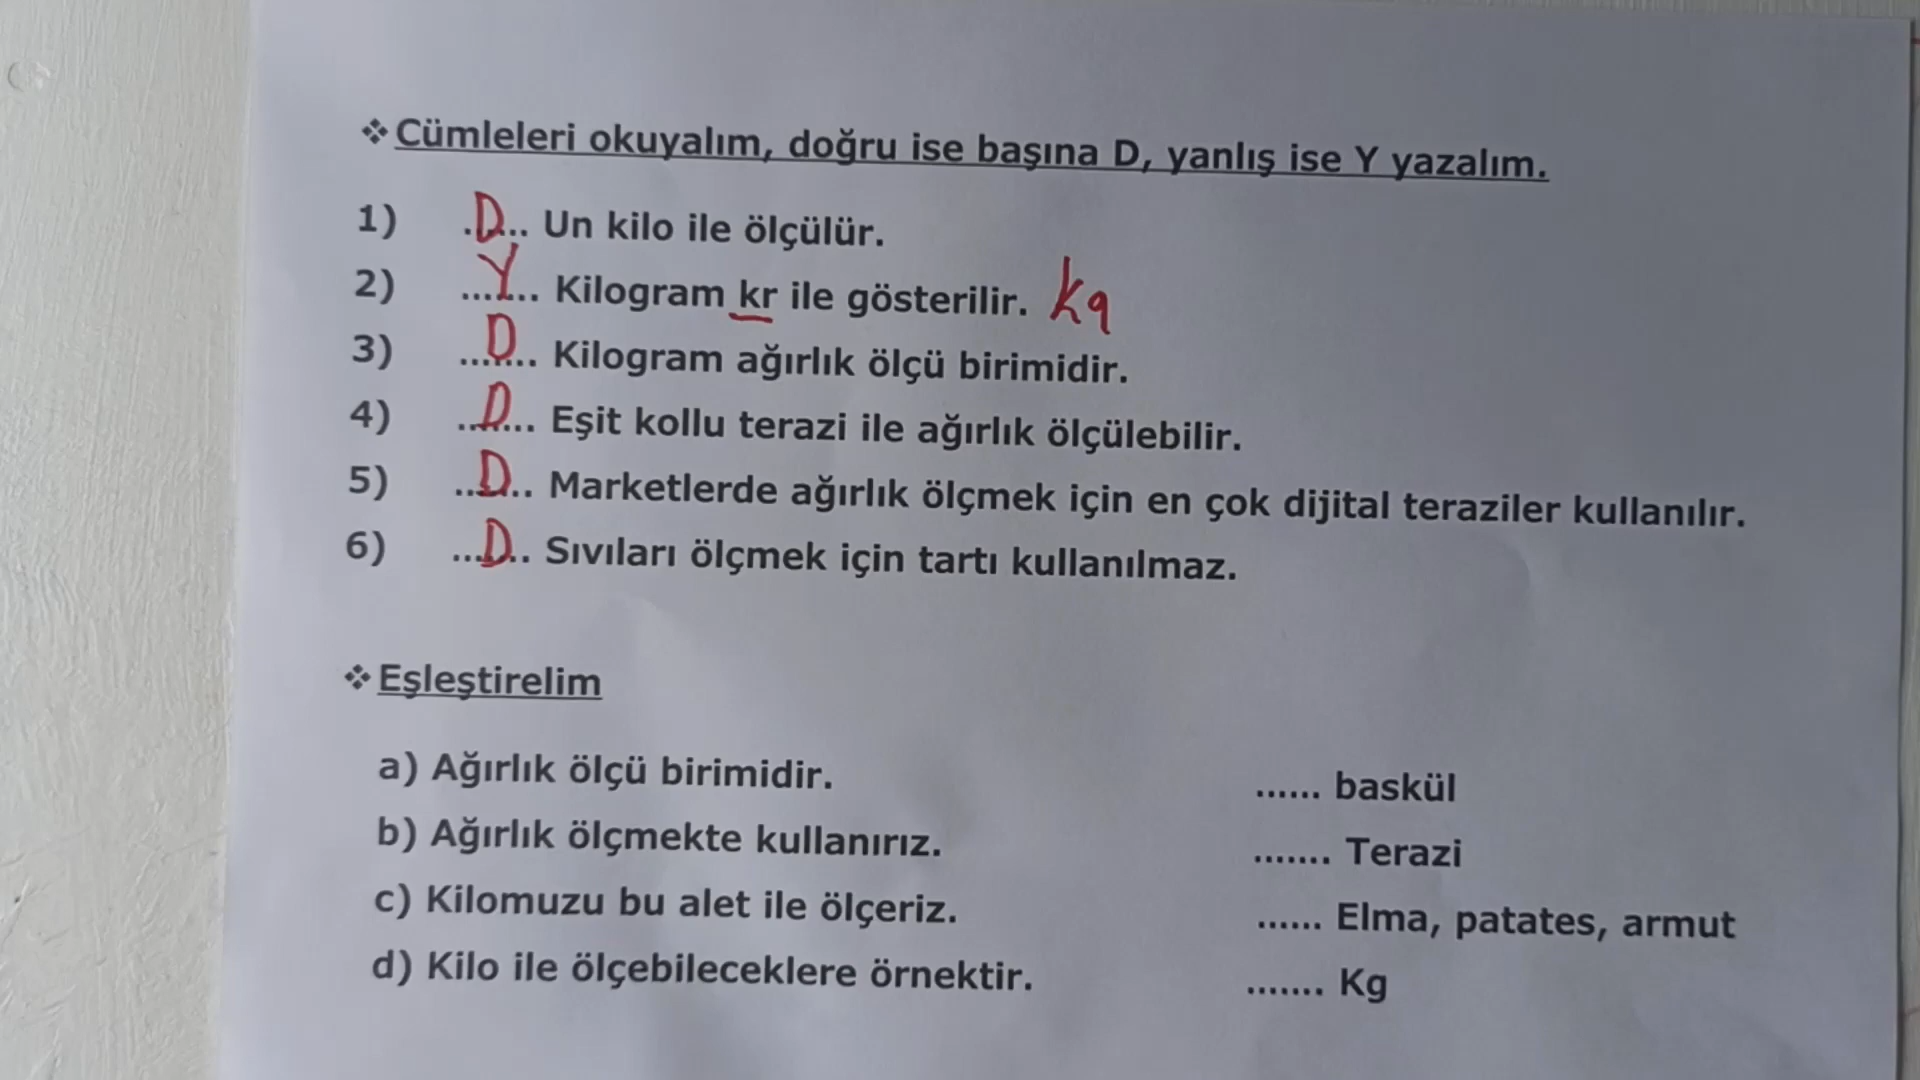 ❖ Cümleleri okuyalım, doğru ise başına D, yanlış ise Y yazalım.
1) .D... Un kilo ile ölçülür.
2) ....Y... Kilogram kr ile gösterilir. kg
3) ...D.... Kilogram ağırlık ölçü birimidir.
4) ...D.... Eşit kollu terazi ile ağırlık ölçülebilir.
5) ...D.. Marketlerde ağırlık ölçmek için en çok dijital teraziler kullanılır.
6) ...D.. Sıvıları ölçmek için tartı kullanılmaz.
❖ Eşleştirelim
a) Ağırlık ölçü birimidir. ...... baskül
b) Ağırlık ölçmekte kullanırız. ....... Terazi
c) Kilomuzu bu alet ile ölçeriz. ...... Elma, patates, armut
d) Kilo ile ölçebileceklere örnektir. ....... Kg